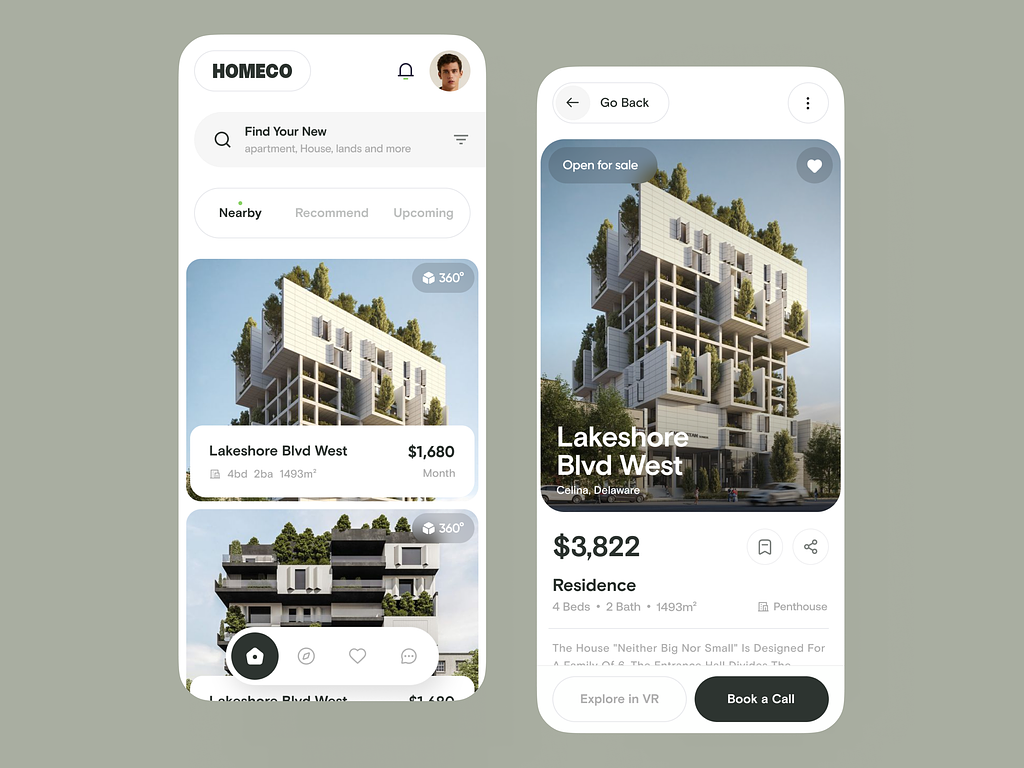 HOMECO
Find Your New
apartment, House, lands and more
Nearby
Recommend
Upcoming
360°
Lakeshore Blvd West
$1,680
4bd 2ba 1493m²
Month
360°
Lakeshore Blvd West
$1,680
Go Back
Open for sale
Lakeshore
Blvd West
Celina, Delaware
$3,822
Residence
4 Beds • 2 Bath • 1493m²
Penthouse
The House "Neither Big Nor Small" Is Designed For
A Family Of 6. The Entrance Hall Divides The
Explore in VR
Book a Call